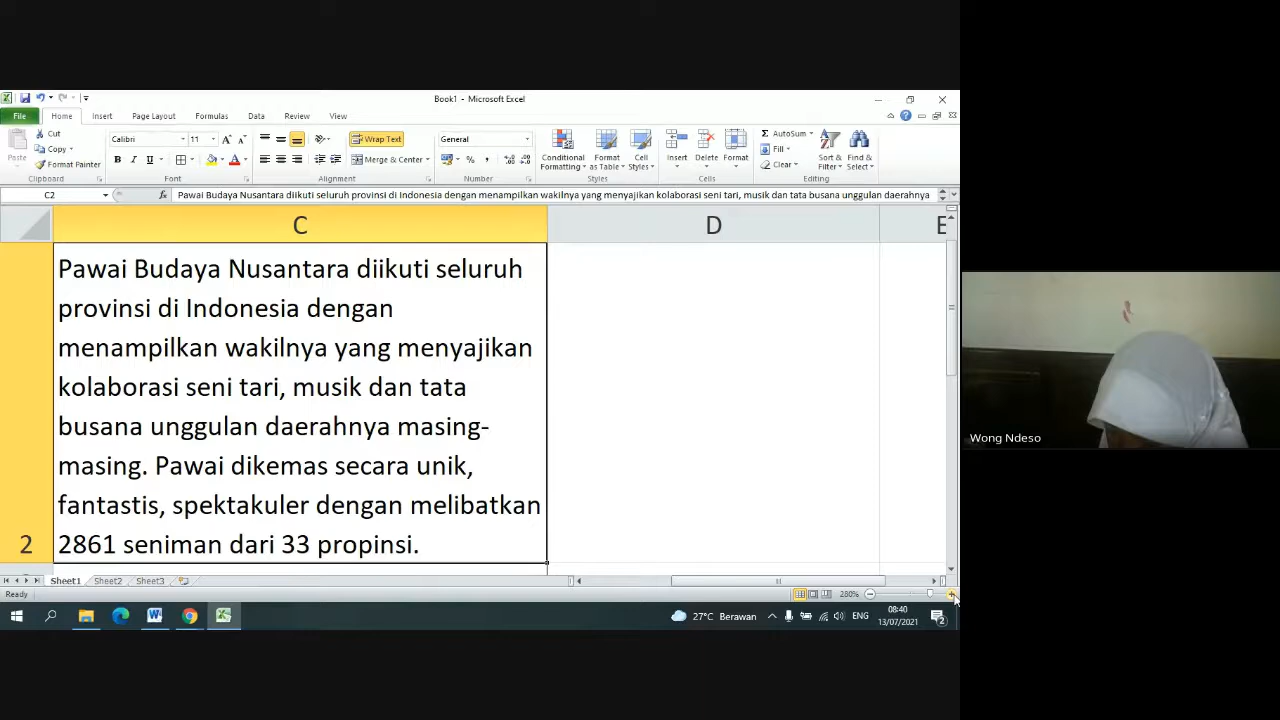 Book1 - Microsoft Excel
File Home Insert Page Layout Formulas Data Review View
Paste
Cut
Copy
Format Painter
Clipboard
Calibri 11
B I U
Font
Wrap Text
Merge & Center
Alignment
General
Number
Conditional Formatting
Format as Table
Cell Styles
Styles
Insert Delete Format
Cells
AutoSum
Fill
Clear
Sort & Filter
Find & Select
Editing
C2 fx Pawai Budaya Nusantara diikuti seluruh provinsi di Indonesia dengan menampilkan wakilnya yang menyajikan kolaborasi seni tari, musik dan tata busana unggulan daerahnya
C D E
2
Pawai Budaya Nusantara diikuti seluruh
provinsi di Indonesia dengan
menampilkan wakilnya yang menyajikan
kolaborasi seni tari, musik dan tata
busana unggulan daerahnya masing-
masing. Pawai dikemas secara unik,
fantastis, spektakuler dengan melibatkan
2861 seniman dari 33 propinsi.
Sheet1 Sheet2 Sheet3
Ready 280%
27°C Berawan ENG 08:40
13/07/2021 2
Wong Ndeso